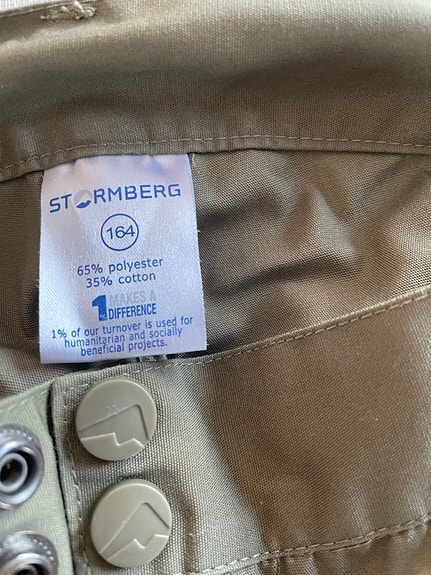 STORMBERG
164
65% polyester
35% cotton
1% MAKES A
DIFFERENCE
1% of our turnover is used for
humanitarian and socially
beneficial projects.